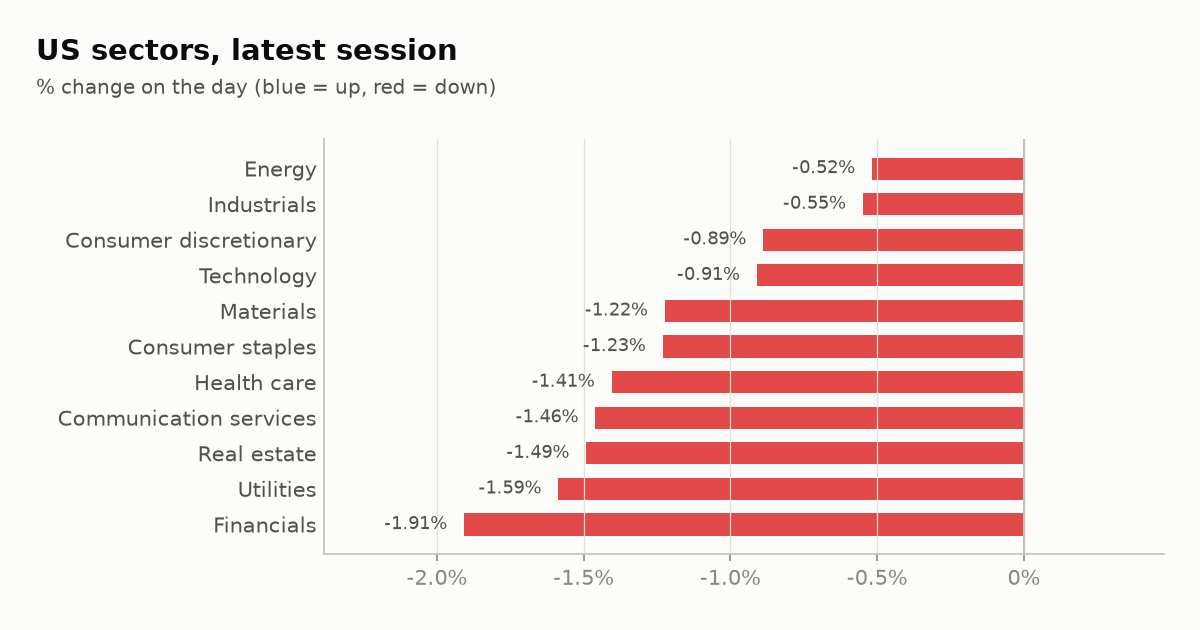 US sectors, latest session
% change on the day (blue = up, red = down)
Energy -0.52%
Industrials -0.55%
Consumer discretionary -0.89%
Technology -0.91%
Materials -1.22%
Consumer staples -1.23%
Health care -1.41%
Communication services -1.46%
Real estate -1.49%
Utilities -1.59%
Financials -1.91%
-2.0% -1.5% -1.0% -0.5% 0%